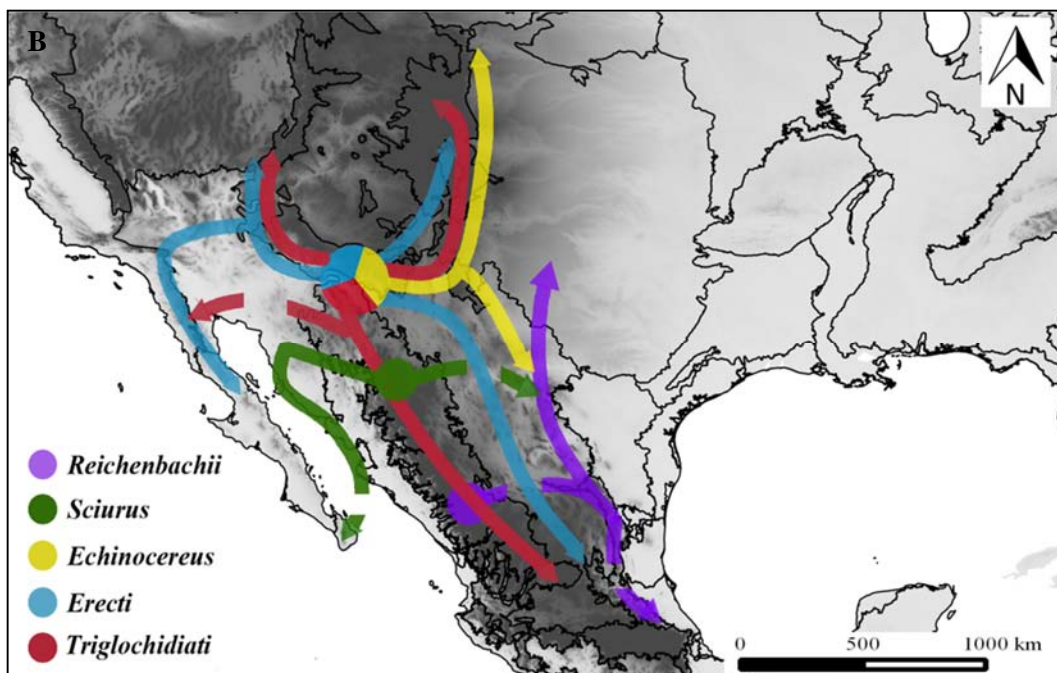 B
N
Reichenbachii
Sciurus
Echinocereus
Erecti
Triglochidiati
0 500 1000 km